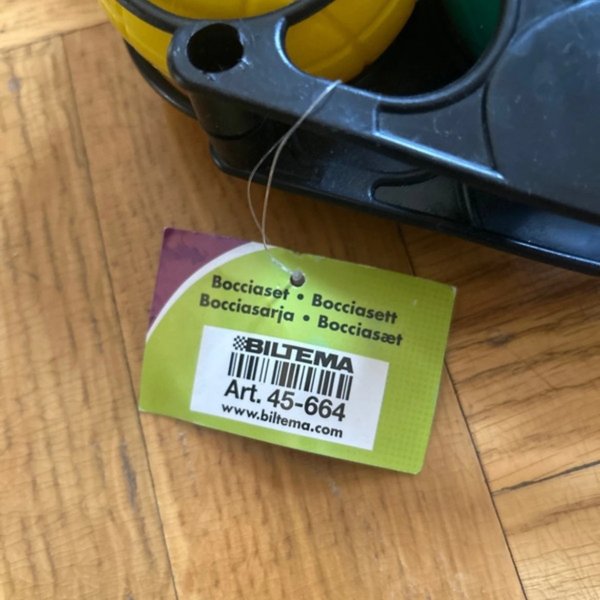 Bocciaset • Bocciasett
Bocciasarja • Bocciasæt
BILTEMA
Art. 45-664
www.biltema.com